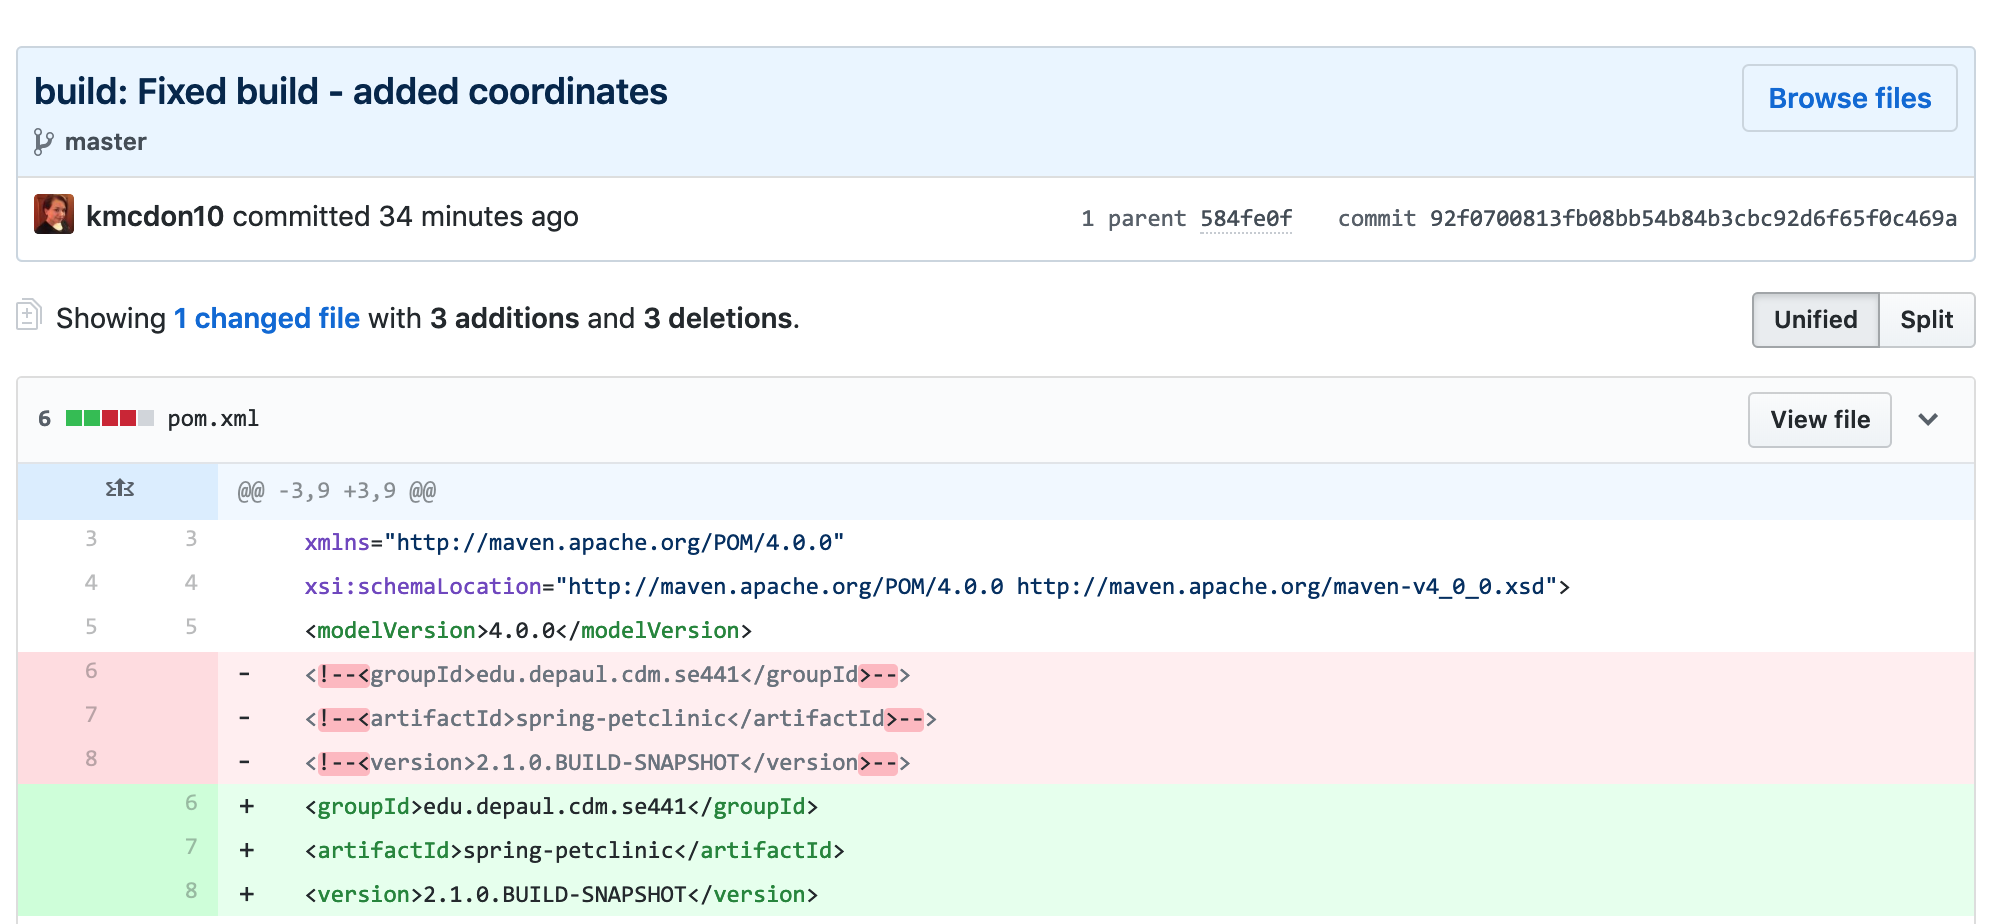 build: Fixed build - added coordinates
Browse files
master
kmcdon10 committed 34 minutes ago
1 parent 584fe0f commit 92f0700813fb08bb54b84b3cbc92d6f65f0c469a
Showing 1 changed file with 3 additions and 3 deletions.
Unified Split
6 pom.xml
View file
@@ -3,9 +3,9 @@
3 3 xmlns="http://maven.apache.org/POM/4.0.0"
4 4 xsi:schemaLocation="http://maven.apache.org/POM/4.0.0 http://maven.apache.org/maven-v4_0_0.xsd">
5 5 <modelVersion>4.0.0</modelVersion>
6 - <!--<groupId>edu.depaul.cdm.se441</groupId>-->
7 - <!--<artifactId>spring-petclinic</artifactId>-->
8 - <!--<version>2.1.0.BUILD-SNAPSHOT</version>-->
6 + <groupId>edu.depaul.cdm.se441</groupId>
7 + <artifactId>spring-petclinic</artifactId>
8 + <version>2.1.0.BUILD-SNAPSHOT</version>